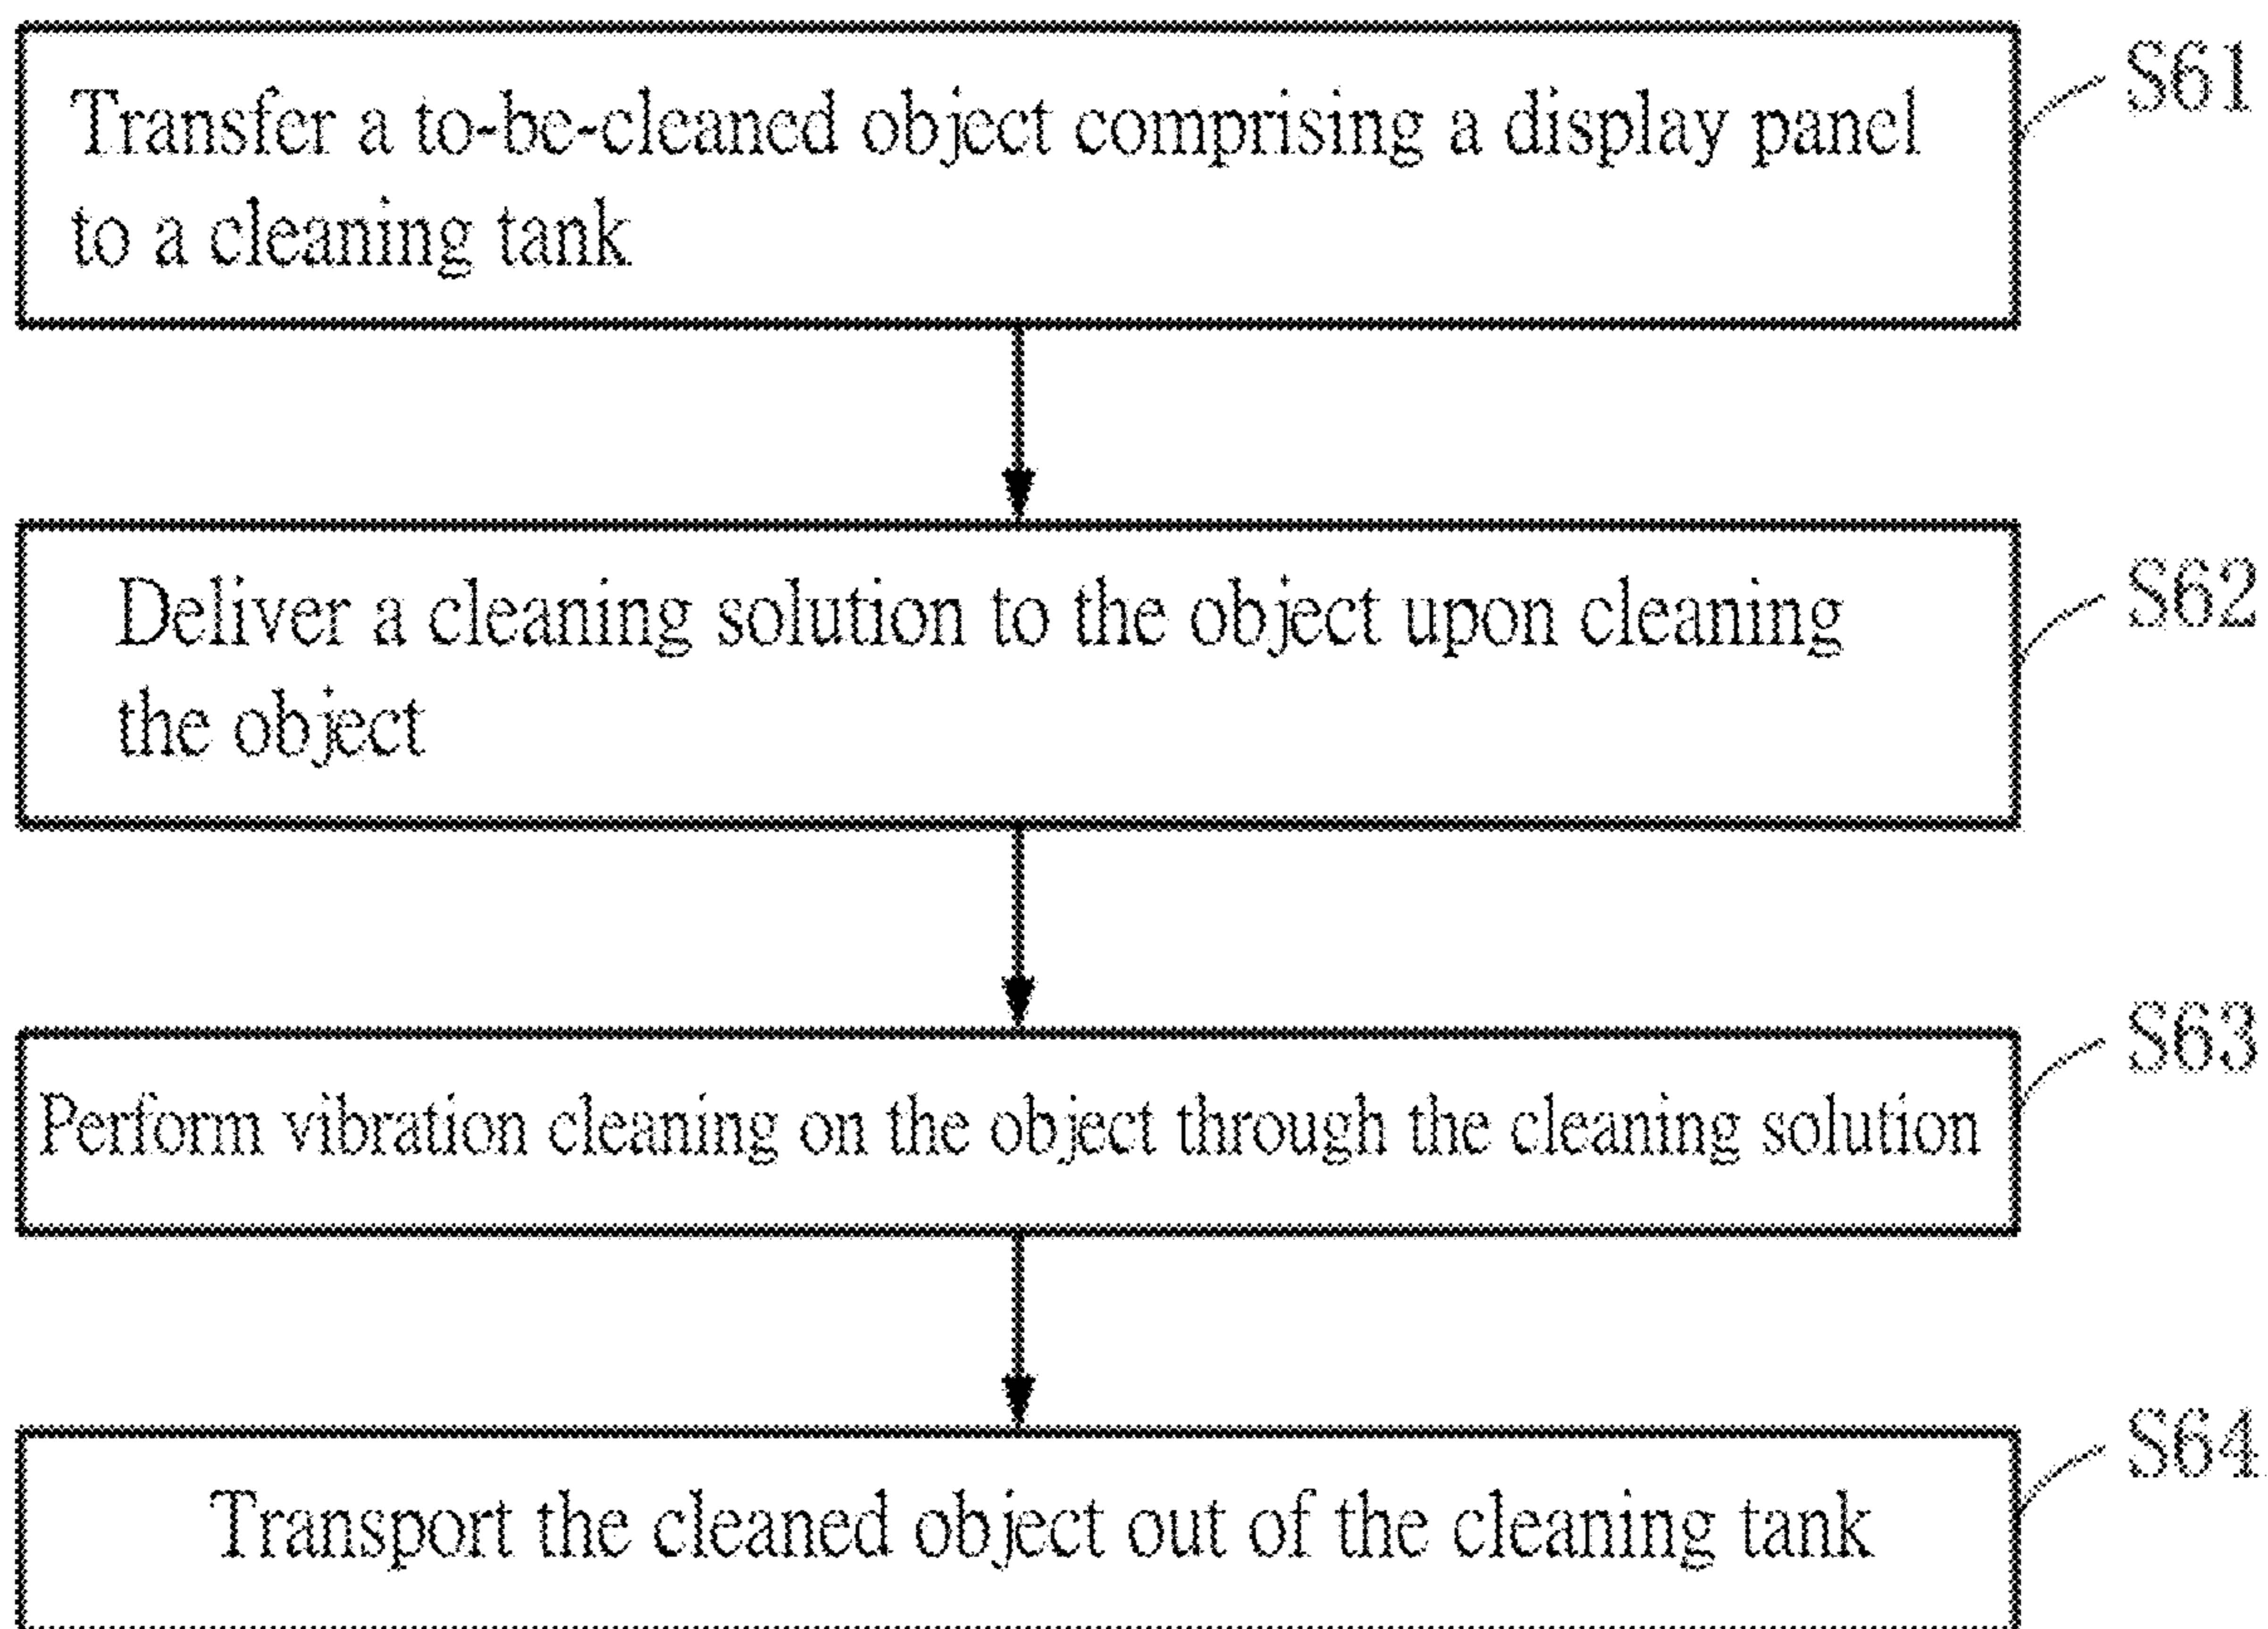 Transfer a to-be-cleaned object comprising a display panel
to a cleaning tank
S61
Deliver a cleaning solution to the object upon cleaning
the object
S62
Perform vibration cleaning on the object through the cleaning solution
S63
Transport the cleaned object out of the cleaning tank
S64